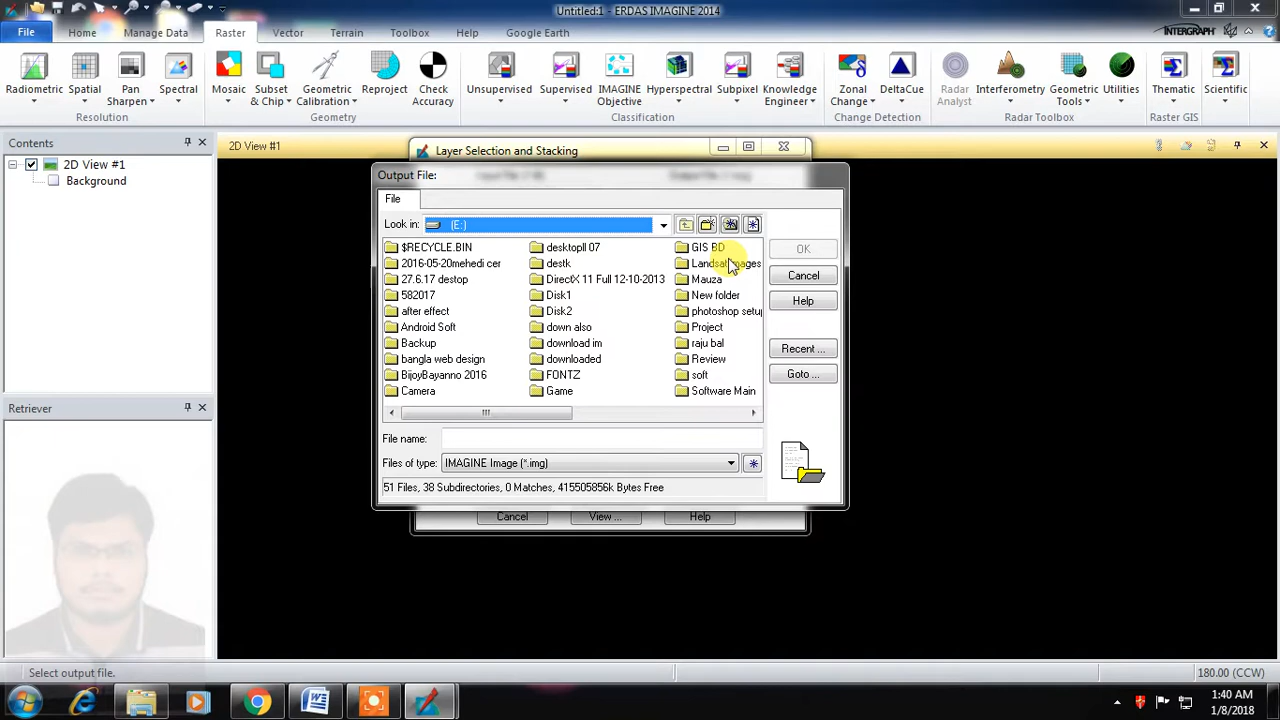 Untitled:1 - ERDAS IMAGINE 2014
File Home Manage Data Raster Vector Terrain Toolbox Help Google Earth
INTERGRAPH
Radiometric Spatial Pan Sharpen Spectral Mosaic Subset & Chip Geometric Calibration Reproject Check Accuracy Unsupervised Supervised IMAGINE Objective Hyperspectral Subpixel Knowledge Engineer Zonal Change DeltaCue Radar Analyst Interferometry Geometric Tools Utilities Thematic Scientific
Resolution Geometry Classification Change Detection Radar Toolbox Raster GIS
Contents
2D View #1
Background
2D View #1
Layer Selection and Stacking
Output File:
File
Look in: (E:)
$RECYCLE.BIN desktopll 07 GIS BD
2016-05-20mehedi cer destk
27.6.17 destop DirectX 11 Full 12-10-2013 Mauza
582017 Disk1 New folder
after effect Disk2 photoshop setu
Android Soft down also Project
Backup download im raju bal
bangla web design downloaded Review
BijoyBayanno 2016 FONTZ soft
Camera Game Software Main
OK
Cancel
Help
Recent ...
Goto ...
File name:
Files of type: IMAGINE Image (*.img)
51 Files, 38 Subdirectories, 0 Matches, 415505856k Bytes Free
Cancel View ... Help
Retriever
Select output file.
180.00 (CCW)
1:40 AM
1/8/2018